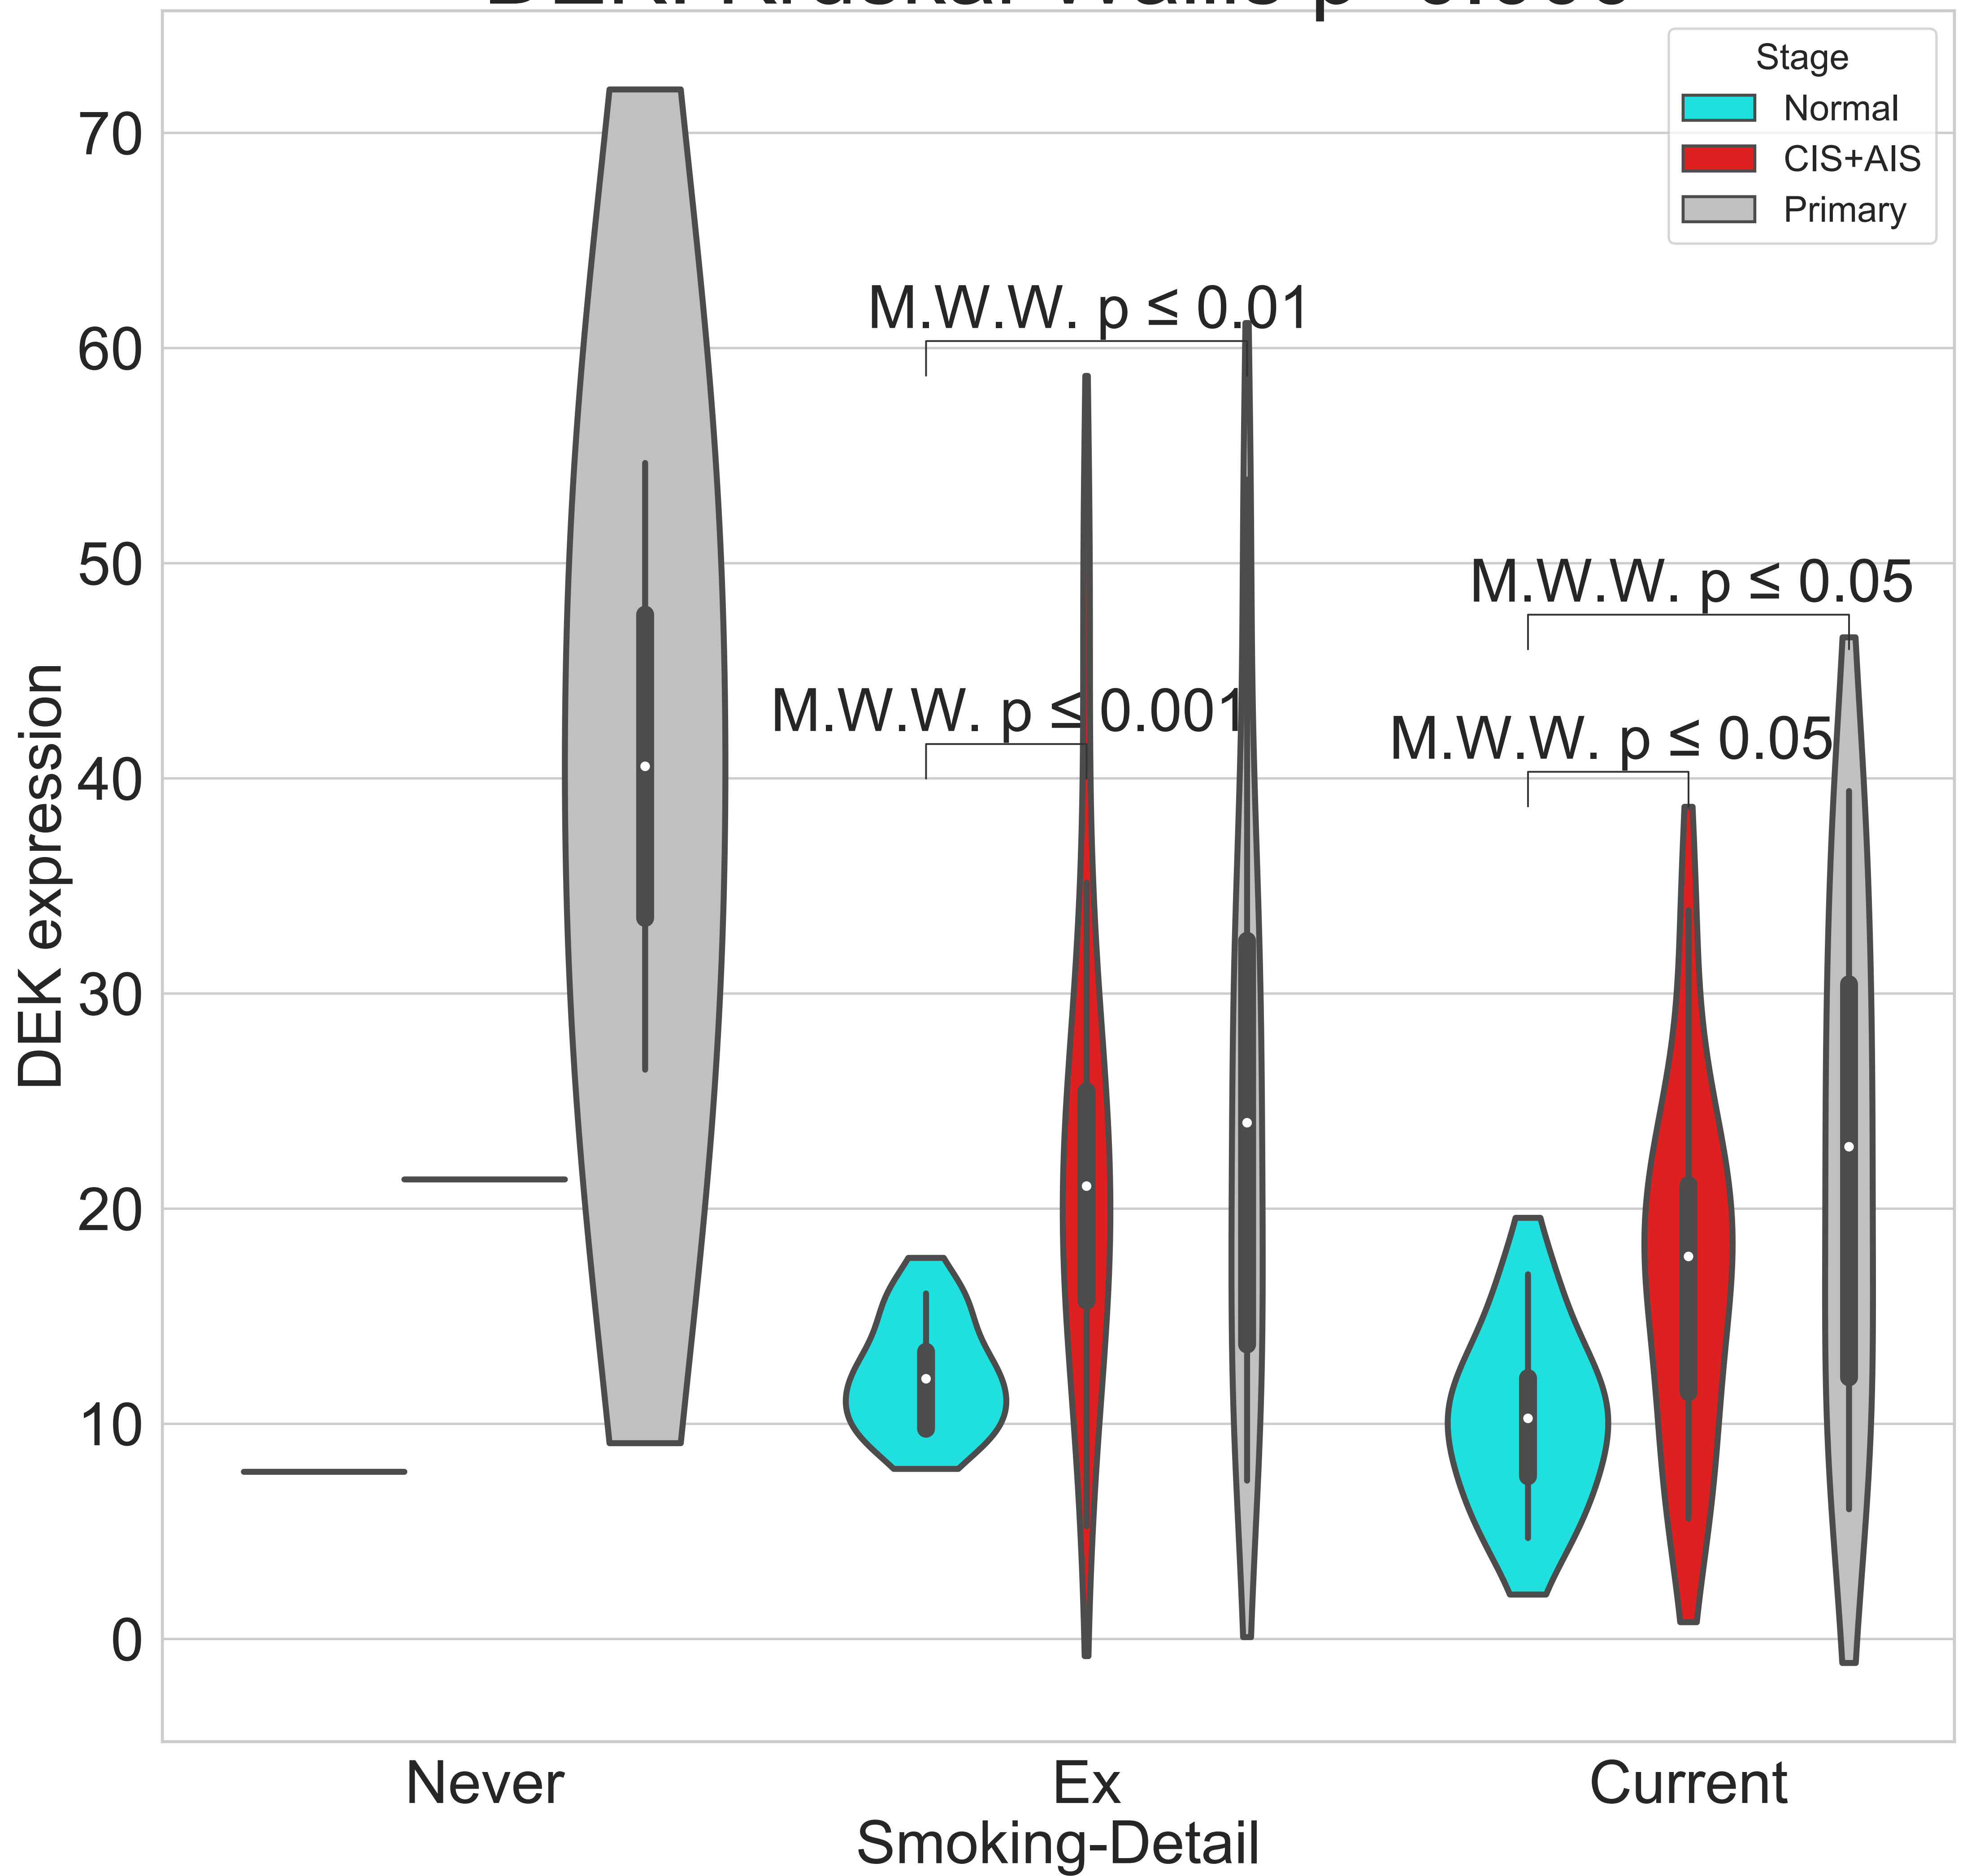 Stage
Normal
CIS+AIS
Primary
70
60
50
40
30
20
10
0
DEK expression
M.W.W. p ≤ 0.01
M.W.W. p ≤ 0.001
M.W.W. p ≤ 0.05
M.W.W. p ≤ 0.05
Never
Ex
Current
Smoking-Detail